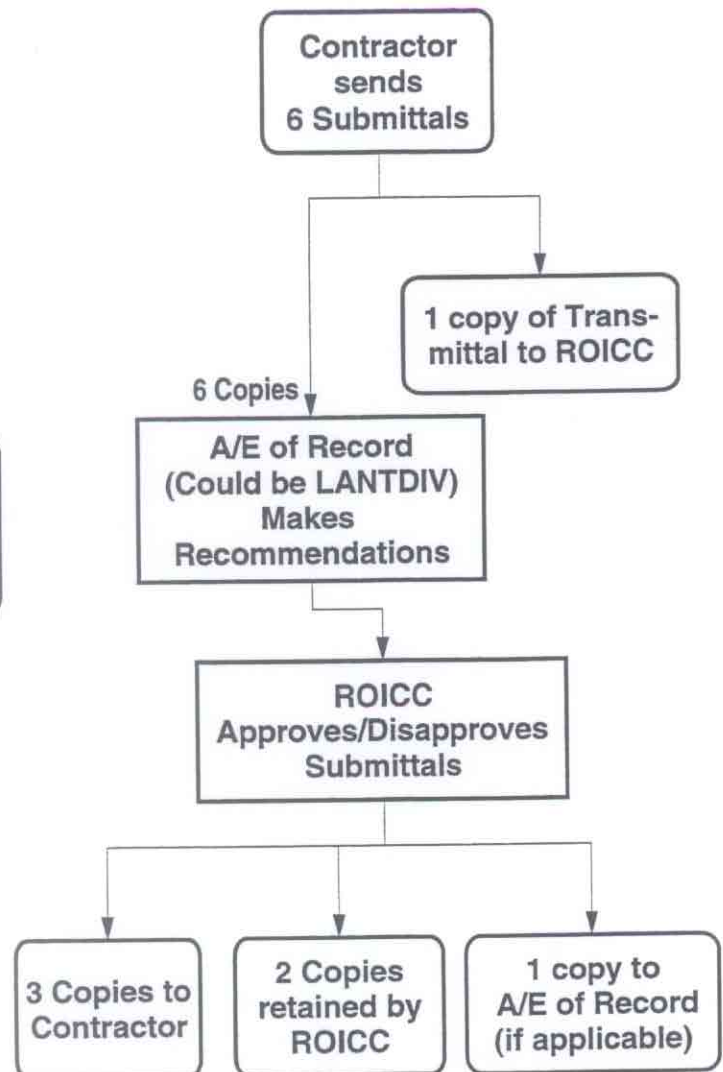 Contractor
sends
6 Submittals
1 copy of Trans-
mittal to ROICC
6 Copies
A/E of Record
(Could be LANTDIV)
Makes
Recommendations
ROICC
Approves/Disapproves
Submittals
3 Copies to
Contractor
2 Copies
retained by
ROICC
1 copy to
A/E of Record
(if applicable)